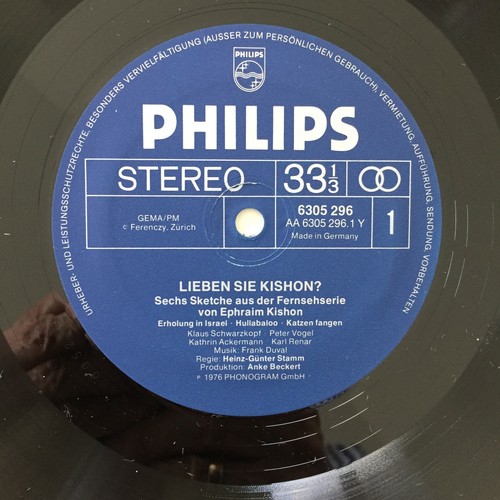 URHEBER- UND LEISTUNGSSCHUTZRECHTE, BESONDERS VERVIELFÄLTIGUNG (AUSSER ZUM PERSÖNLICHEN GEBRAUCH), VERMIETUNG, AUFFÜHRUNG, SENDUNG, VORBEHALTEN
PHILIPS
PHILIPS
STEREO 33 1/3
GEMA/PM
c Ferenczy, Zürich
6305 296
AA 6305 296.1 Y
Made in Germany
1
LIEBEN SIE KISHON?
Sechs Sketche aus der Fernsehserie
von Ephraim Kishon
Erholung in Israel · Hullabaloo · Katzen fangen
Klaus Schwarzkopf · Peter Vogel
Kathrin Ackermann · Karl Renar
Musik: Frank Duval
Regie: Heinz-Günter Stamm
Produktion: Anke Beckert
℗ 1976 PHONOGRAM GmbH